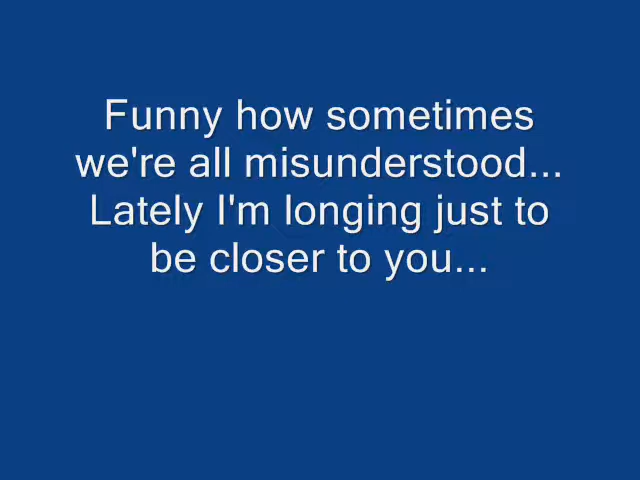 Funny how sometimes
we're all misunderstood...
Lately I'm longing just to
be closer to you...